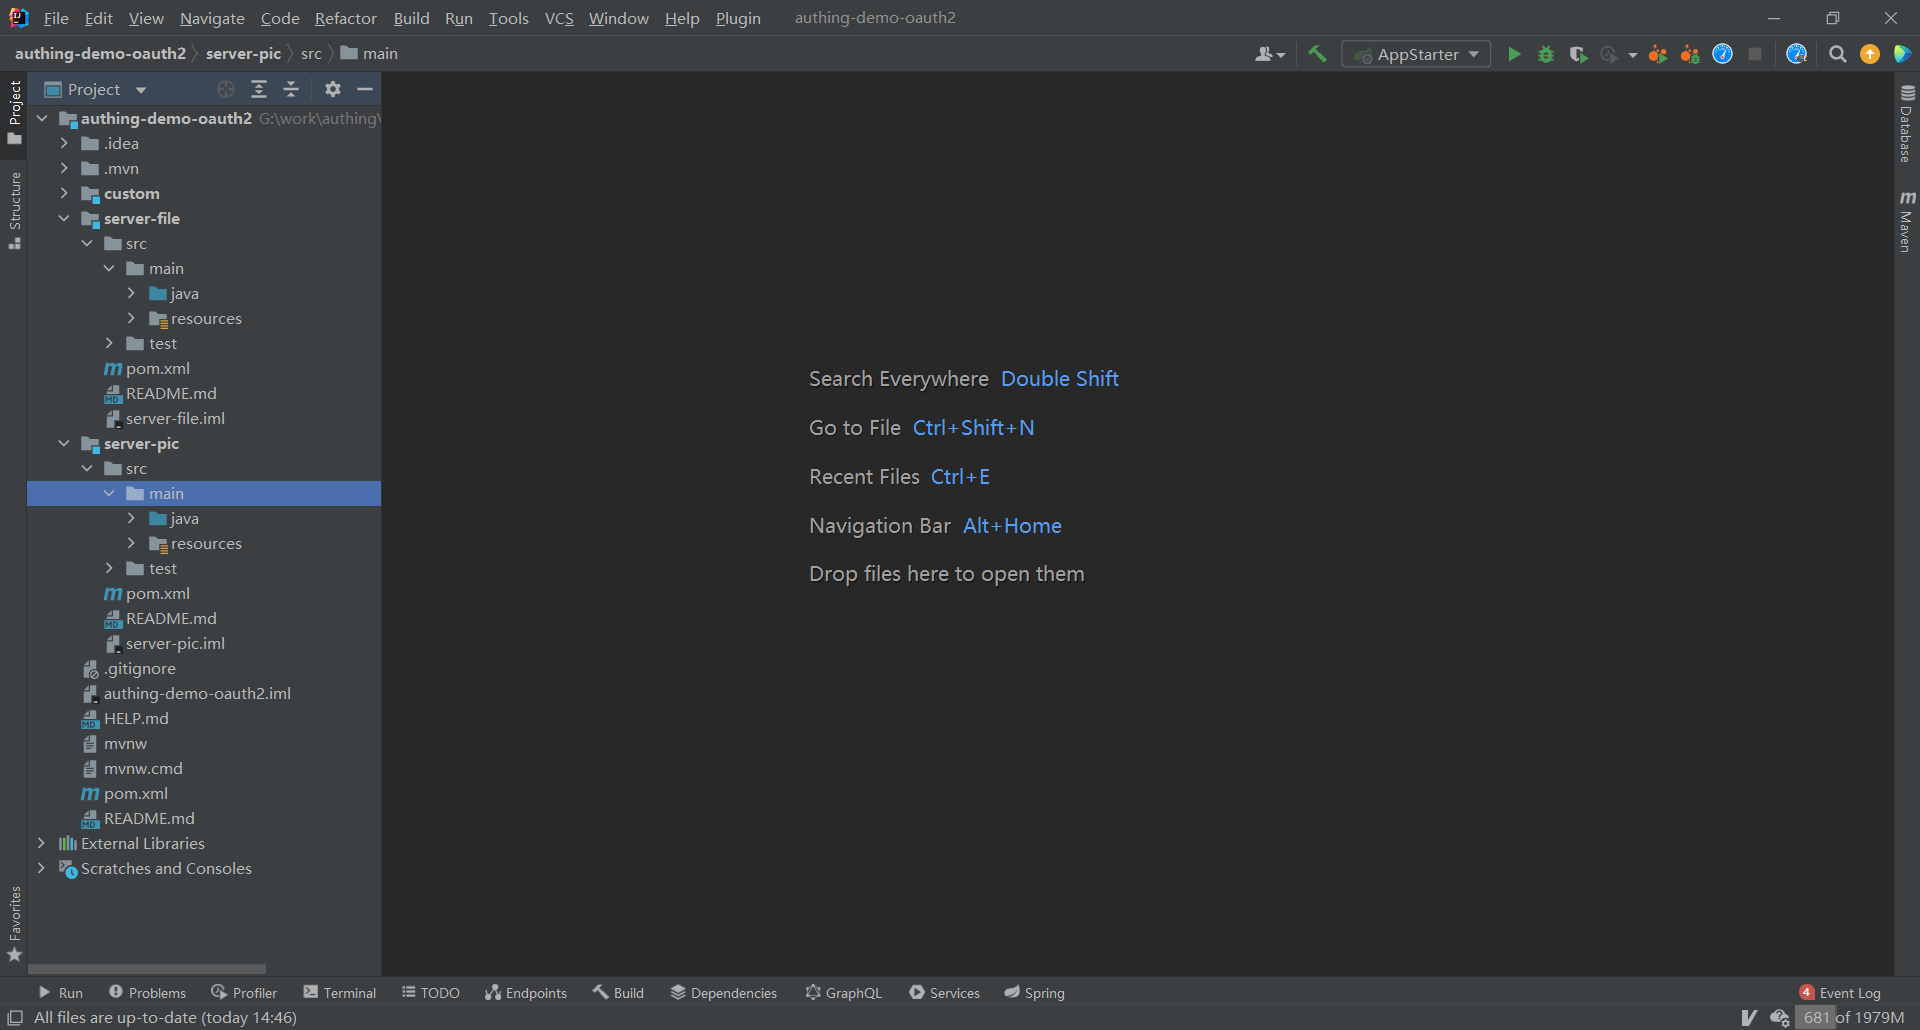 File Edit View Navigate Code Refactor Build Run Tools VCS Window Help Plugin authing-demo-oauth2
authing-demo-oauth2 server-pic src main
AppStarter
Project
Project
Structure
Favorites
authing-demo-oauth2 G:\work\authing\
.idea
.mvn
custom
server-file
src
main
java
resources
test
pom.xml
README.md
server-file.iml
server-pic
src
main
java
resources
test
pom.xml
README.md
server-pic.iml
.gitignore
authing-demo-oauth2.iml
HELP.md
mvnw
mvnw.cmd
pom.xml
README.md
External Libraries
Scratches and Consoles
Search Everywhere Double Shift
Go to File Ctrl+Shift+N
Recent Files Ctrl+E
Navigation Bar Alt+Home
Drop files here to open them
Database
Maven
Run Problems Profiler Terminal TODO Endpoints Build Dependencies GraphQL Services Spring 4 Event Log
All files are up-to-date (today 14:46) 681 of 1979M